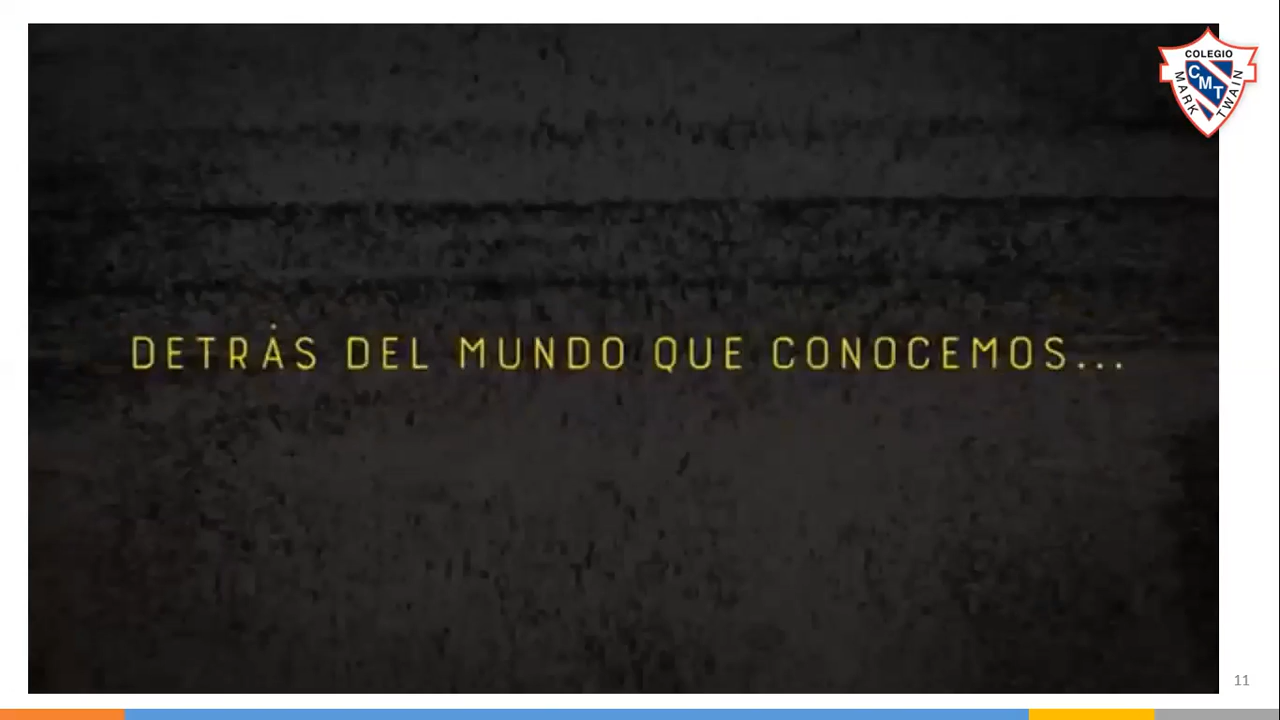 COLEGIO
CMT
MARK TWAIN
DETRÁS DEL MUNDO QUE CONOCEMOS...
11